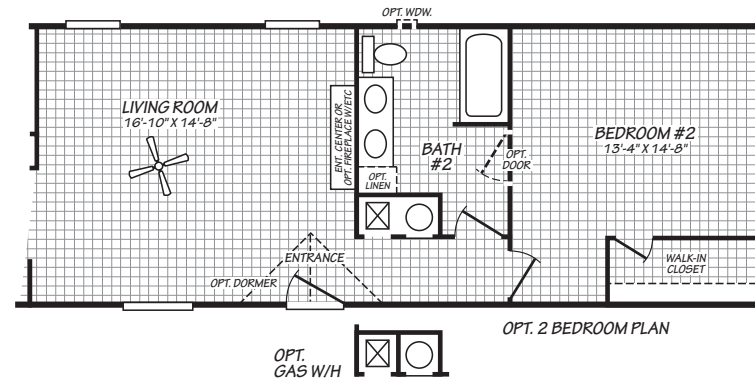 OPT. WDW.
LIVING ROOM
16'-10" X 14'-8"
ENT. CENTER OR
OPT. FIREPLACE W/ETC
BATH
#2
OPT.
DOOR
BEDROOM #2
13'-4" X 14'-8"
OPT.
LINEN
ENTRANCE
OPT. DORMER
WALK-IN
CLOSET
OPT. 2 BEDROOM PLAN
OPT.
GAS W/H